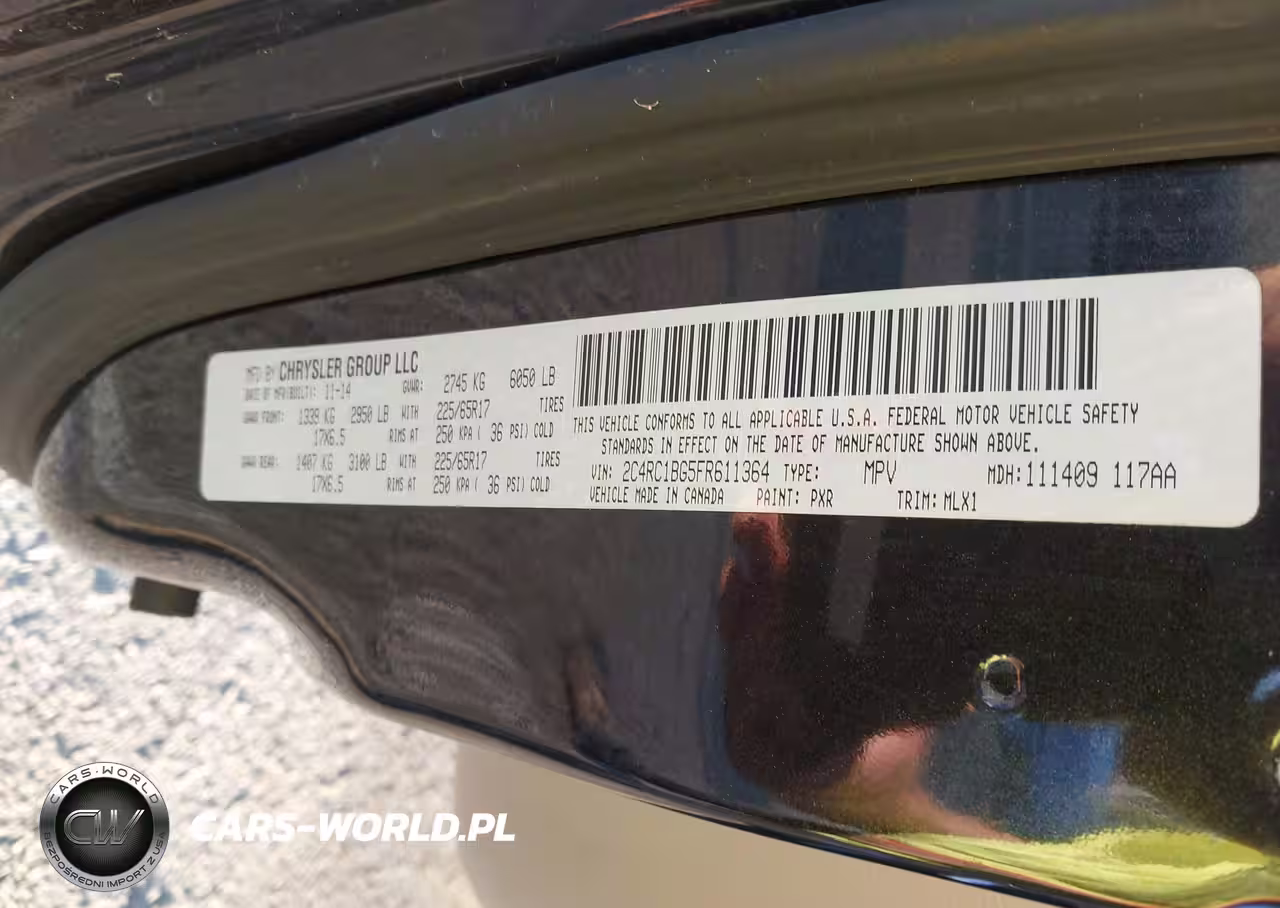 MFD BY CHRYSLER GROUP LLC
DATE OF MFR(BUILT): 11-14 GVWR: 2745 KG 6050 LB
GAWR FRONT: 1339 KG 2950 LB WITH 225/65R17 TIRES
17X6.5 RIMS AT 250 KPA ( 36 PSI) COLD
GAWR REAR: 1407 KG 3100 LB WITH 225/65R17 TIRES
17X6.5 RIMS AT 250 KPA ( 36 PSI) COLD
THIS VEHICLE CONFORMS TO ALL APPLICABLE U.S.A. FEDERAL MOTOR VEHICLE SAFETY
STANDARDS IN EFFECT ON THE DATE OF MANUFACTURE SHOWN ABOVE.
VIN: 2C4RC1BG5FR611364 TYPE: MPV MDH: 111409 117AA
VEHICLE MADE IN CANADA PAINT: PXR TRIM: MLX1
CARS-WORLD
CW
BEZPOŚREDNI IMPORT Z USA
CARS-WORLD.PL